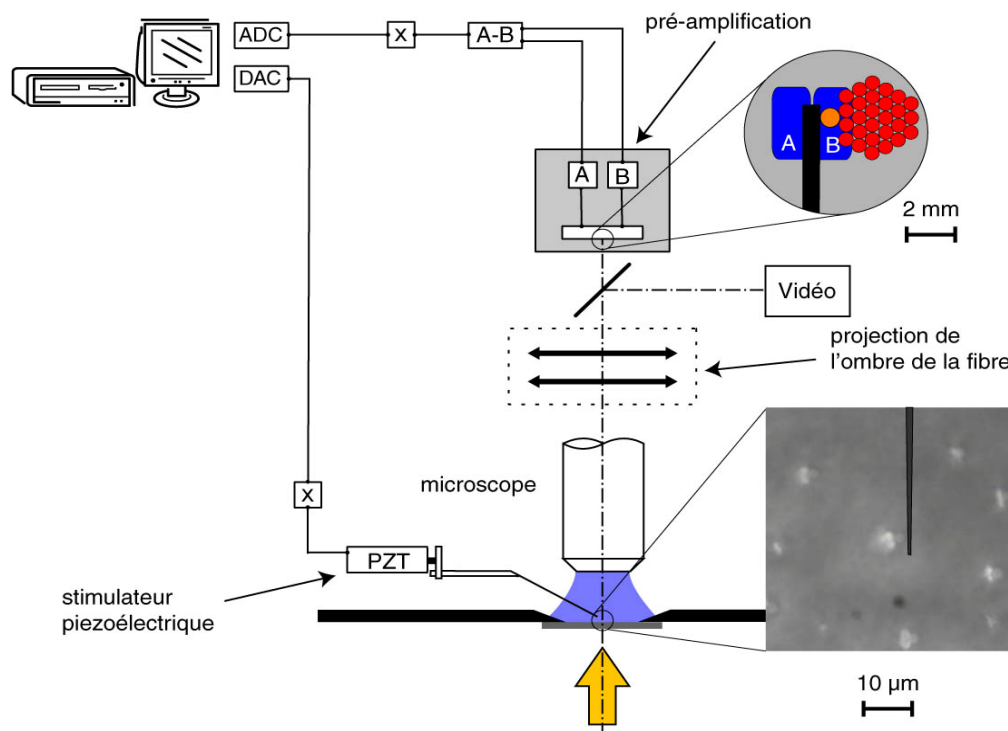 ADC
x
A-B
pré-amplification
DAC
A
B
A
B
2 mm
Vidéo
projection de
l'ombre de la fibre
microscope
x
PZT
stimulateur
piezoélectrique
10 µm